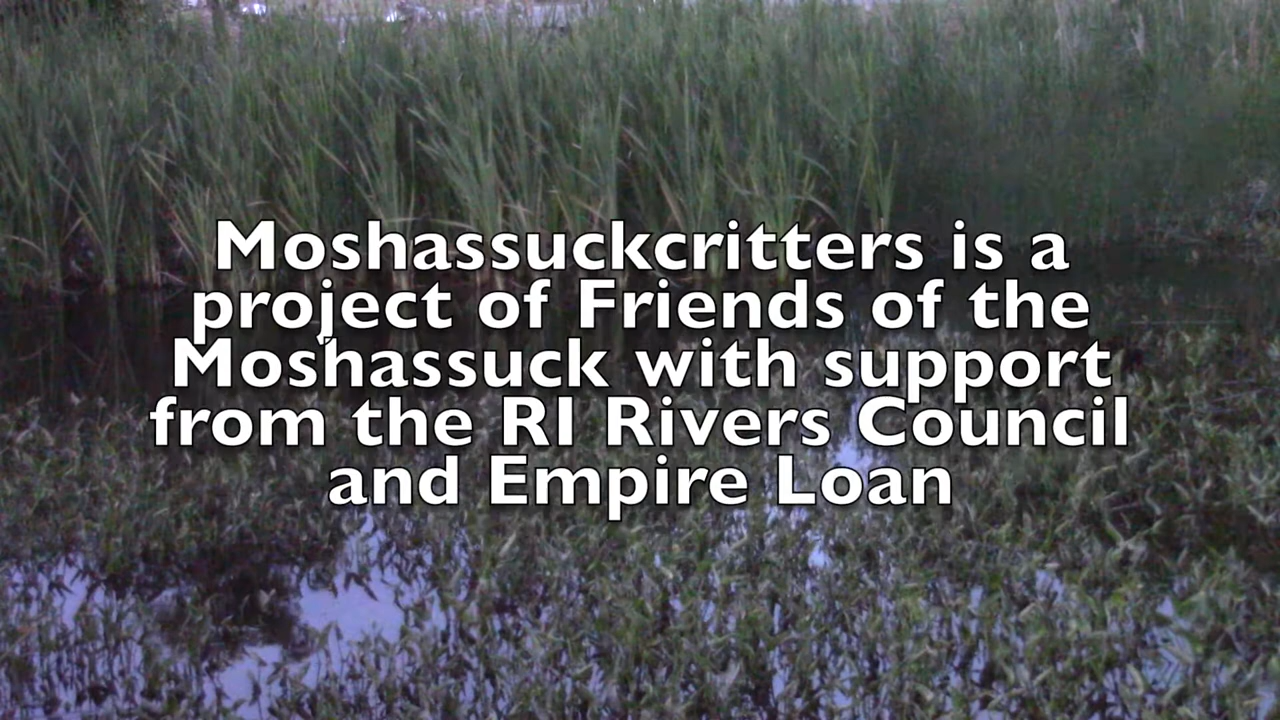 Moshassuckcritters is a
project of Friends of the
Moshassuck with support
from the RI Rivers Council
and Empire Loan